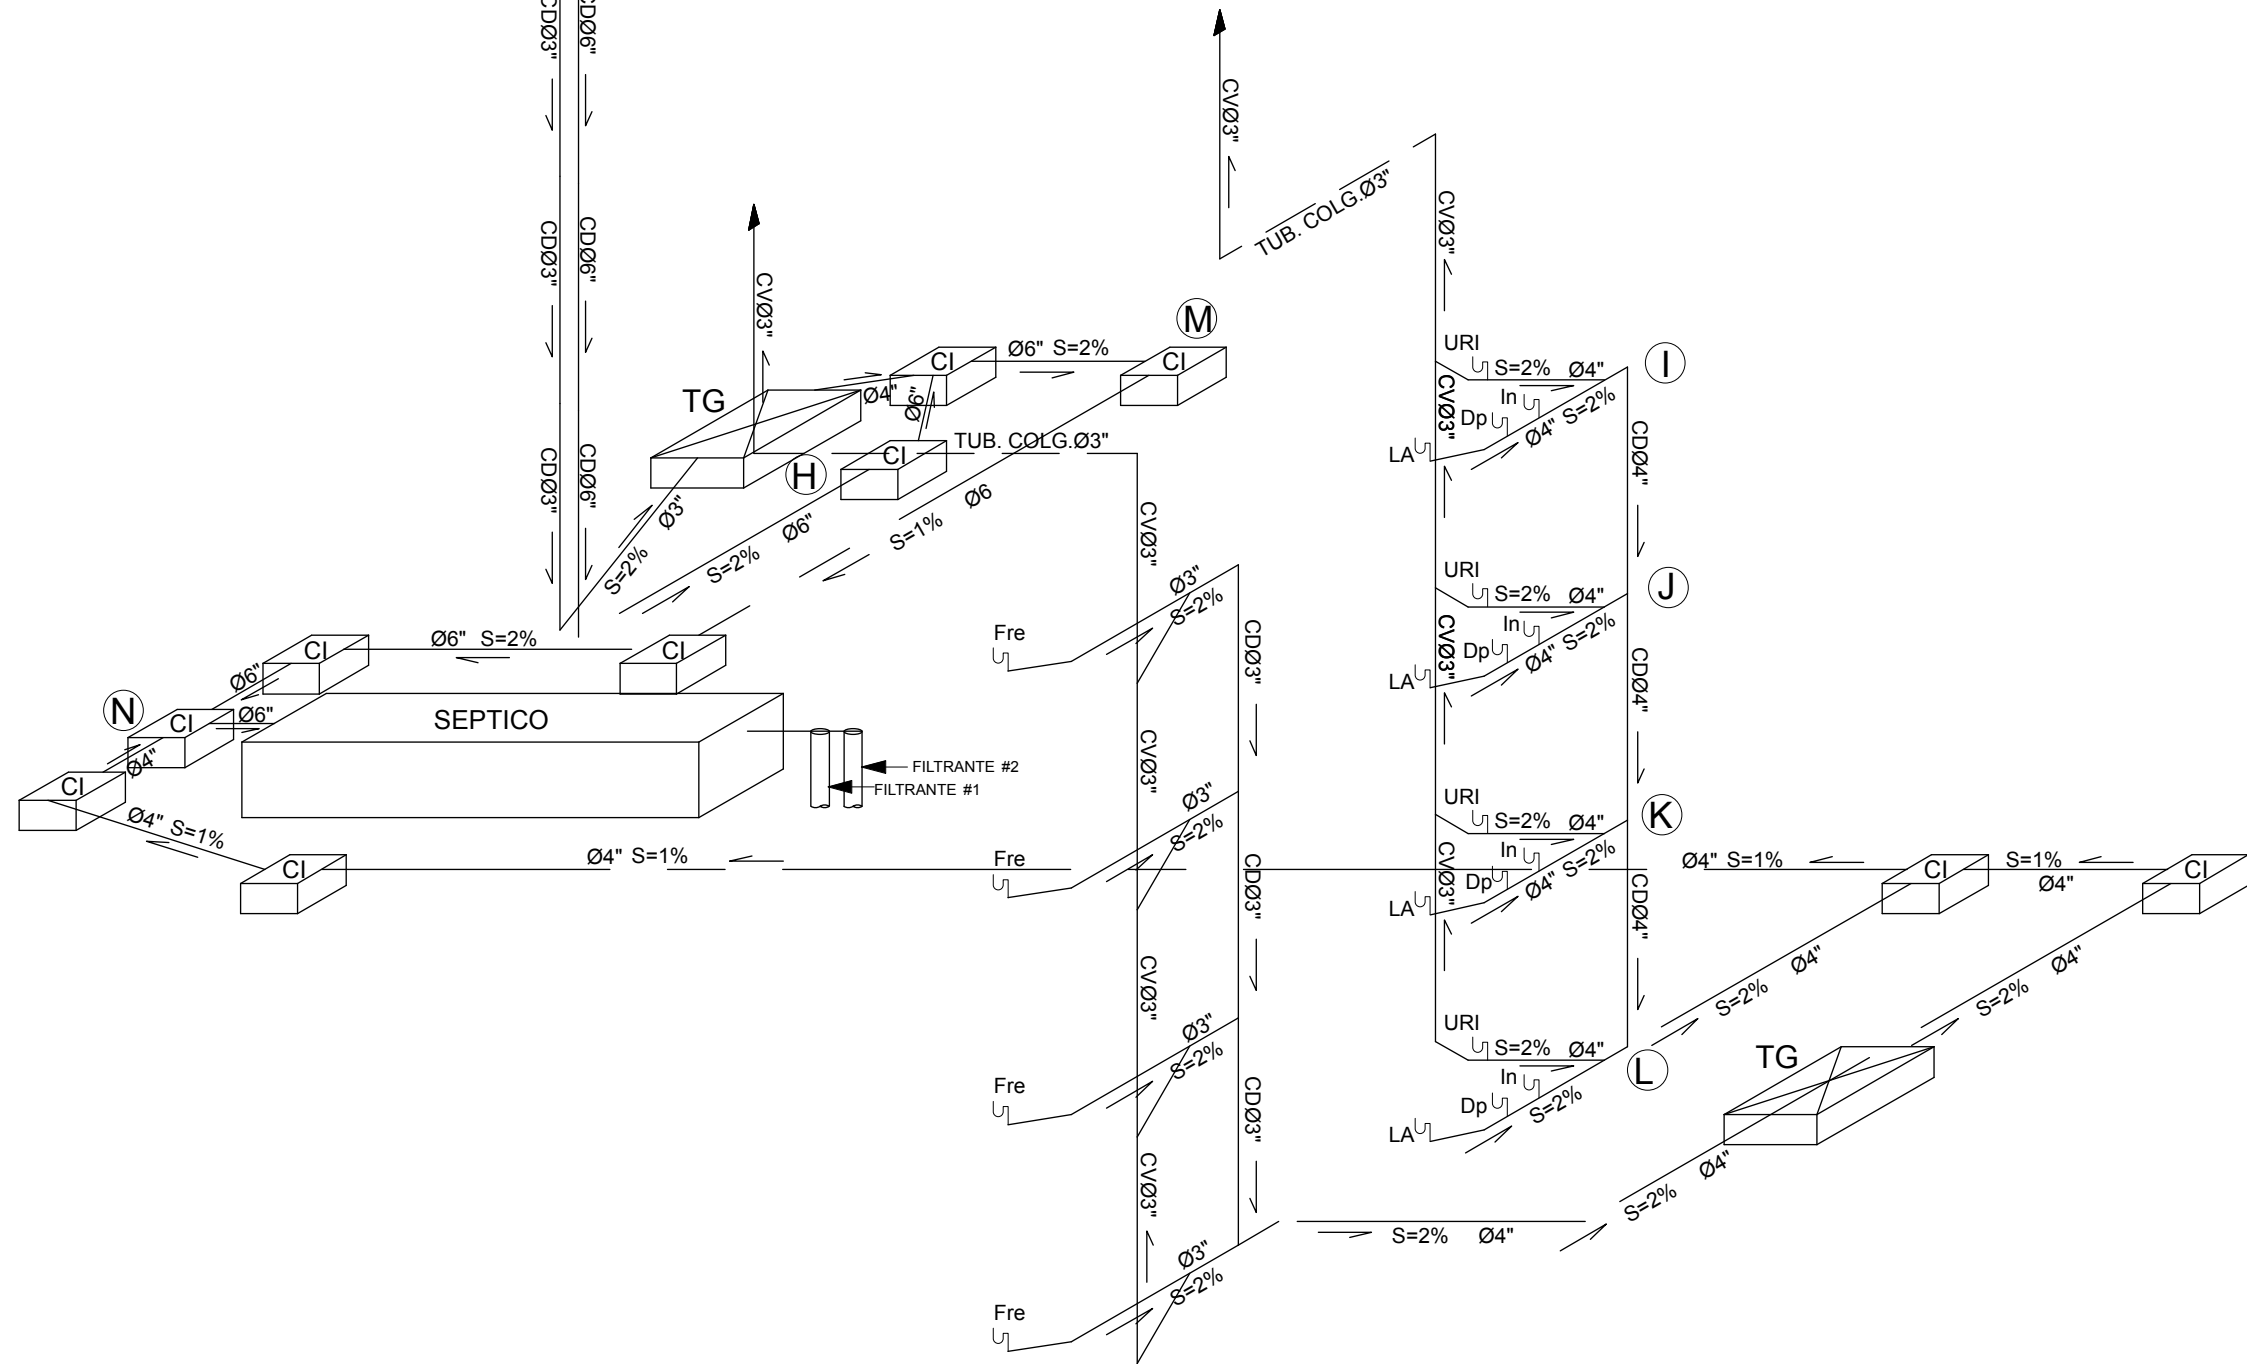 CDØ3"
CDØ6"
CVØ3"
TUB. COLG.Ø3"
CVØ3"
CDØ3"
CDØ6"
CVØ3"
M
URI
S=2% Ø4"
I
CI
Ø6" S=2%
CI
TG
Ø4"
Ø6"
CVØ3"
In
Dp
Ø4" S=2%
LA
TUB. COLG.Ø3"
CI
H
CDØ4"
CDØ3"
CDØ6"
Ø3"
S=2%
S=2%
Ø6"
S=1%
Ø6
CVØ3"
URI
S=2% Ø4"
J
Ø3"
S=2%
Fre
In
Dp
Ø4" S=2%
LA
CVØ3"
CDØ3"
CDØ4"
CI
Ø6" S=2%
CI
Ø6"
N
CI
Ø6"
SEPTICO
Ø4"
CI
FILTRANTE #2
FILTRANTE #1
CVØ3"
Ø3"
S=2%
URI
S=2% Ø4"
K
In
Dp
Ø4" S=2%
LA
CVØ3"
Ø4" S=1%
CI
Ø4" S=1%
Fre
CDØ3"
CDØ4"
Ø4" S=1%
CI
S=1%
Ø4"
CI
CVØ3"
S=2%
Ø4"
S=2%
Ø4"
Ø3"
S=2%
URI
S=2% Ø4"
L
TG
Fre
In
Dp
S=2%
LA
CDØ3"
CVØ3"
S=2%
Ø4"
S=2% Ø4"
Ø3"
S=2%
Fre